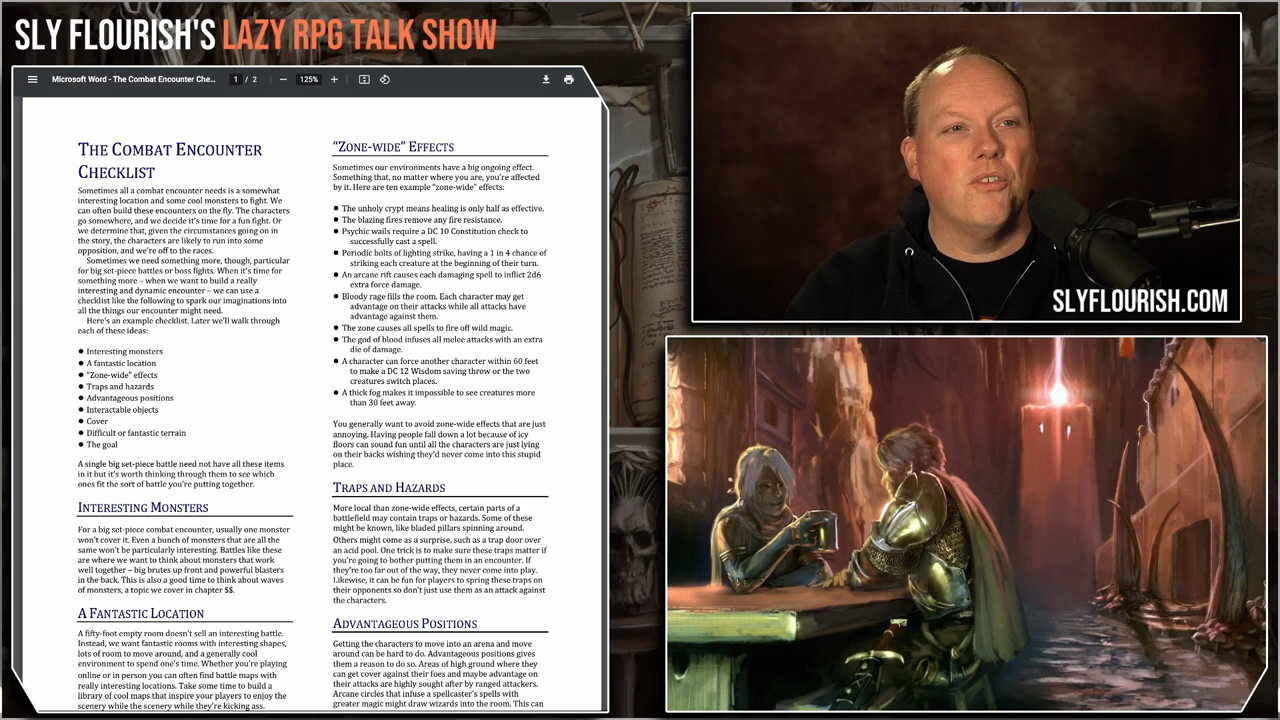 SLY FLOURISH'S LAZY RPG TALK SHOW
Microsoft Word - The Combat Encounter Che... 1 / 2 125%
THE COMBAT ENCOUNTER
CHECKLIST
Sometimes all a combat encounter needs is a somewhat
interesting location and some cool monsters to fight. We
can often build these encounters on the fly. The characters
go somewhere, and we decide it's time for a fun fight. Or
we determine that, given the circumstances going on in
the story, the characters are likely to run into some
opposition, and we're off to the races.
Sometimes we need something more, though, particular
for big set-piece battles or boss fights. When it's time for
something more – when we want to build a really
interesting and dynamic encounter – we can use a
checklist like the following to spark our imaginations into
all the things our encounter might need.
Here's an example checklist. Later we'll walk through
each of these ideas:
● Interesting monsters
● A fantastic location
● "Zone-wide" effects
● Traps and hazards
● Advantageous positions
● Interactable objects
● Cover
● Difficult or fantastic terrain
● The goal
A single big set-piece battle need not have all these items
in it but it's worth thinking through them to see which
ones fit the sort of battle you're putting together.
INTERESTING MONSTERS
For a big set-piece combat encounter, usually one monster
won't cover it. Even a bunch of monsters that are all the
same won't be particularly interesting. Battles like these
are where we want to think about monsters that work
well together – big brutes up front and powerful blasters
in the back. This is also a good time to think about waves
of monsters, a topic we cover in chapter $$.
A FANTASTIC LOCATION
A fifty-foot empty room doesn't sell an interesting battle.
Instead, we want fantastic rooms with interesting shapes,
lots of room to move around, and a generally cool
environment to spend one's time. Whether you're playing
online or in person you can often find battle maps with
really interesting locations. Take some time to build a
library of cool maps that inspire your players to enjoy the
scenery while the scenery while they're kicking ass.
"ZONE-WIDE" EFFECTS
Sometimes our environments have a big ongoing effect.
Something that, no matter where you are, you're affected
by it. Here are ten example "zone-wide" effects:
● The unholy crypt means healing is only half as effective.
● The blazing fires remove any fire resistance.
● Psychic wails require a DC 10 Constitution check to
successfully cast a spell.
● Periodic bolts of lighting strike, having a 1 in 4 chance of
striking each creature at the beginning of their turn.
● An arcane rift causes each damaging spell to inflict 2d6
extra force damage.
● Bloody rage fills the room. Each character may get
advantage on their attacks while all attacks have
advantage against them.
● The zone causes all spells to fire off wild magic.
● The god of blood infuses all melee attacks with an extra
die of damage.
● A character can force another character within 60 feet
to make a DC 12 Wisdom saving throw or the two
creatures switch places.
● A thick fog makes it impossible to see creatures more
than 30 feet away.
You generally want to avoid zone-wide effects that are just
annoying. Having people fall down a lot because of icy
floors can sound fun until all the characters are just lying
on their backs wishing they'd never come into this stupid
place.
TRAPS AND HAZARDS
More local than zone-wide effects, certain parts of a
battlefield may contain traps or hazards. Some of these
might be known, like bladed pillars spinning around.
Others might come as a surprise, such as a trap door over
an acid pool. One trick is to make sure these traps matter if
you're going to bother putting them in an encounter. If
they're too far out of the way, they never come into play.
Likewise, it can be fun for players to spring these traps on
their opponents so don't just use them as an attack against
the characters.
ADVANTAGEOUS POSITIONS
Getting the characters to move into an arena and move
around can be hard to do. Advantageous positions gives
them a reason to do so. Areas of high ground where they
can get cover against their foes and maybe advantage on
their attacks are highly sought after by ranged attackers.
Arcane circles that infuse a spellcaster's spells with
greater magic might draw wizards into the room. This can
SLYFLOURISH.COM